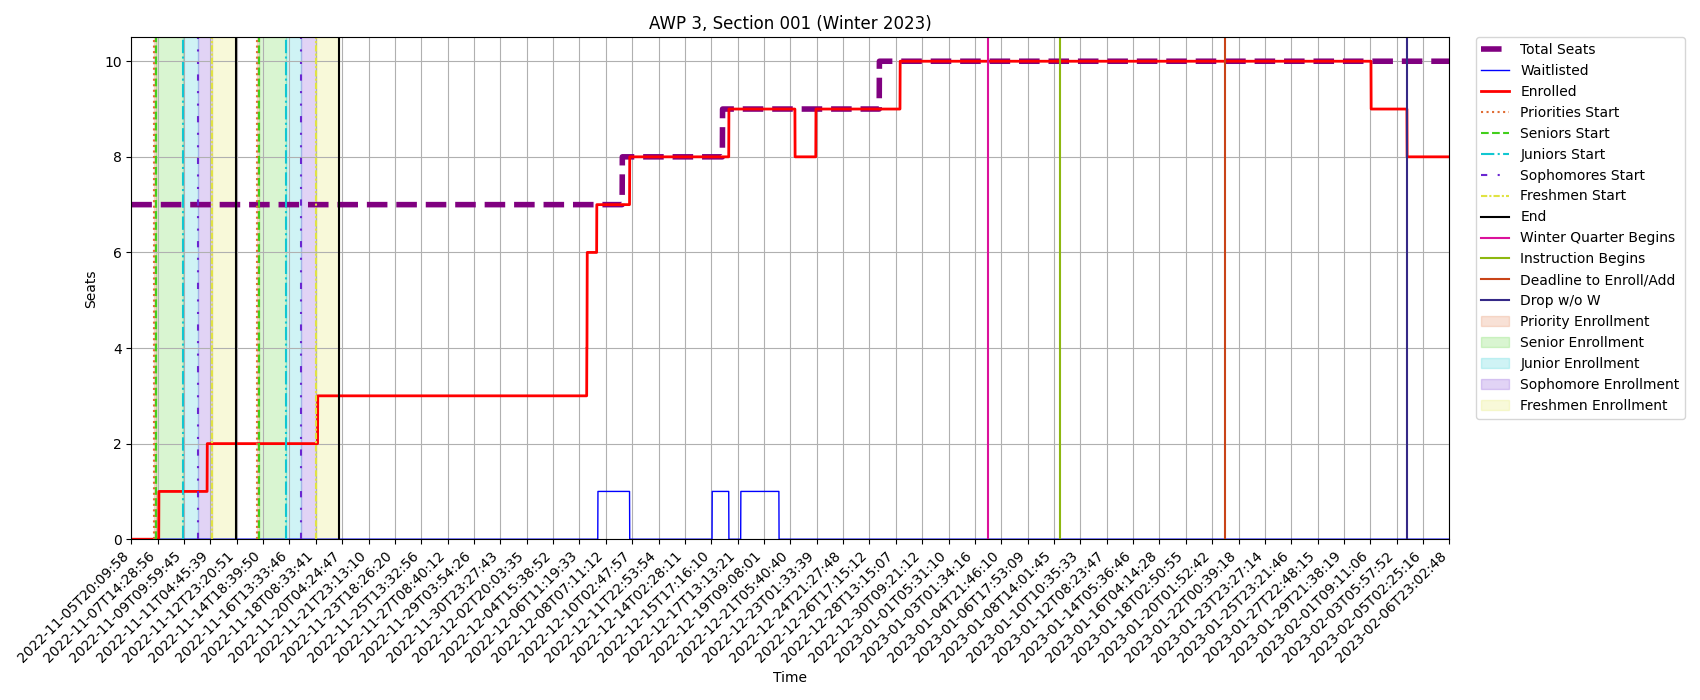 AWP 3, Section 001 (Winter 2023)
Seats
10
8
6
4
2
0
2022-11-05T20:09:58
2022-11-07T14:28:56
2022-11-09T09:59:45
2022-11-11T04:45:39
2022-11-12T23:20:51
2022-11-14T18:39:50
2022-11-16T13:33:46
2022-11-18T08:33:41
2022-11-20T04:24:47
2022-11-21T23:13:10
2022-11-23T18:26:20
2022-11-25T13:32:56
2022-11-27T08:40:12
2022-11-29T03:54:26
2022-11-30T23:27:43
2022-12-02T20:03:35
2022-12-04T15:38:52
2022-12-06T11:19:33
2022-12-08T07:11:12
2022-12-10T02:47:57
2022-12-11T22:53:54
2022-12-14T02:28:11
2022-12-15T17:16:10
2022-12-17T13:13:21
2022-12-19T09:08:01
2022-12-21T05:40:40
2022-12-23T01:33:39
2022-12-24T21:27:48
2022-12-26T17:15:12
2022-12-28T13:15:07
2022-12-30T09:21:12
2023-01-01T05:31:10
2023-01-03T01:34:16
2023-01-04T21:46:10
2023-01-06T17:53:09
2023-01-08T14:01:45
2023-01-10T10:35:33
2023-01-12T08:23:47
2023-01-14T05:36:46
2023-01-16T04:14:28
2023-01-18T02:50:55
2023-01-20T01:52:42
2023-01-22T00:39:18
2023-01-23T23:27:14
2023-01-25T23:21:46
2023-01-27T22:48:15
2023-01-29T21:38:19
2023-02-01T09:11:06
2023-02-03T05:57:52
2023-02-05T02:25:16
2023-02-06T23:02:48
Time
Total Seats
Waitlisted
Enrolled
Priorities Start
Seniors Start
Juniors Start
Sophomores Start
Freshmen Start
End
Winter Quarter Begins
Instruction Begins
Deadline to Enroll/Add
Drop w/o W
Priority Enrollment
Senior Enrollment
Junior Enrollment
Sophomore Enrollment
Freshmen Enrollment